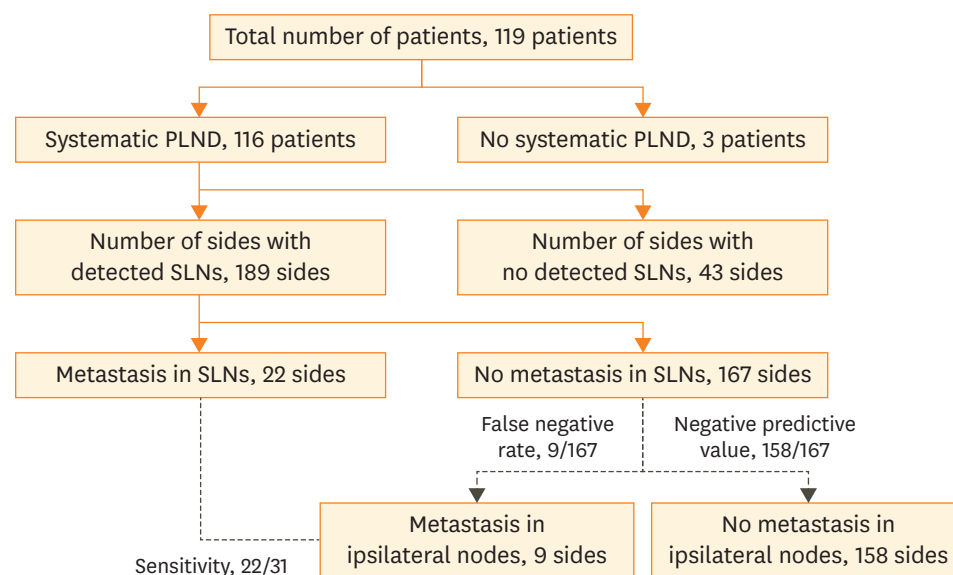 Total number of patients, 119 patients
Systematic PLND, 116 patients
No systematic PLND, 3 patients
Number of sides with
detected SLNs, 189 sides
Number of sides with
no detected SLNs, 43 sides
Metastasis in SLNs, 22 sides
No metastasis in SLNs, 167 sides
False negative
rate, 9/167
Negative predictive
value, 158/167
Metastasis in
ipsilateral nodes, 9 sides
No metastasis in
ipsilateral nodes, 158 sides
Sensitivity, 22/31